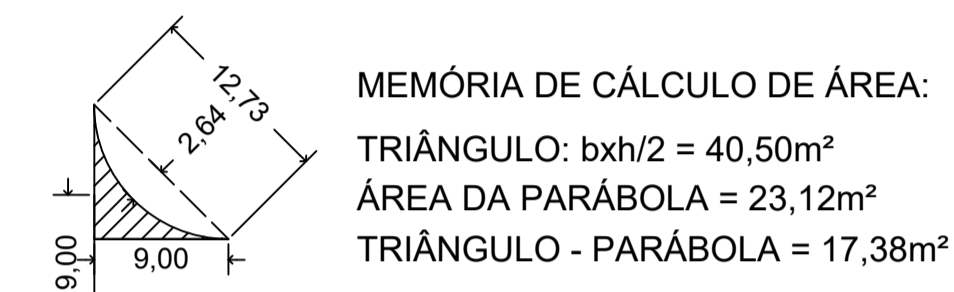 12,73
2,64
9,00
9,00
MEMÓRIA DE CÁLCULO DE ÁREA:
TRIÂNGULO: bxh/2 = 40,50m²
ÁREA DA PARÁBOLA = 23,12m²
TRIÂNGULO - PARÁBOLA = 17,38m²